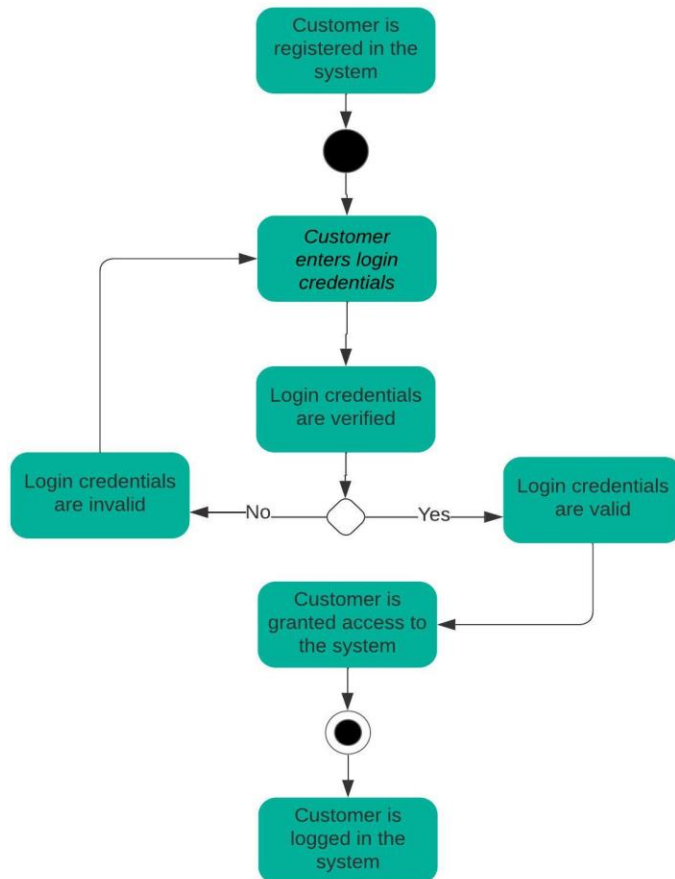 Customer is
registered in the
system
Customer
enters login
credentials
Login credentials
are verified
Login credentials
are invalid
No
Yes
Login credentials
are valid
Customer is
granted access to
the system
Customer is
logged in the
system